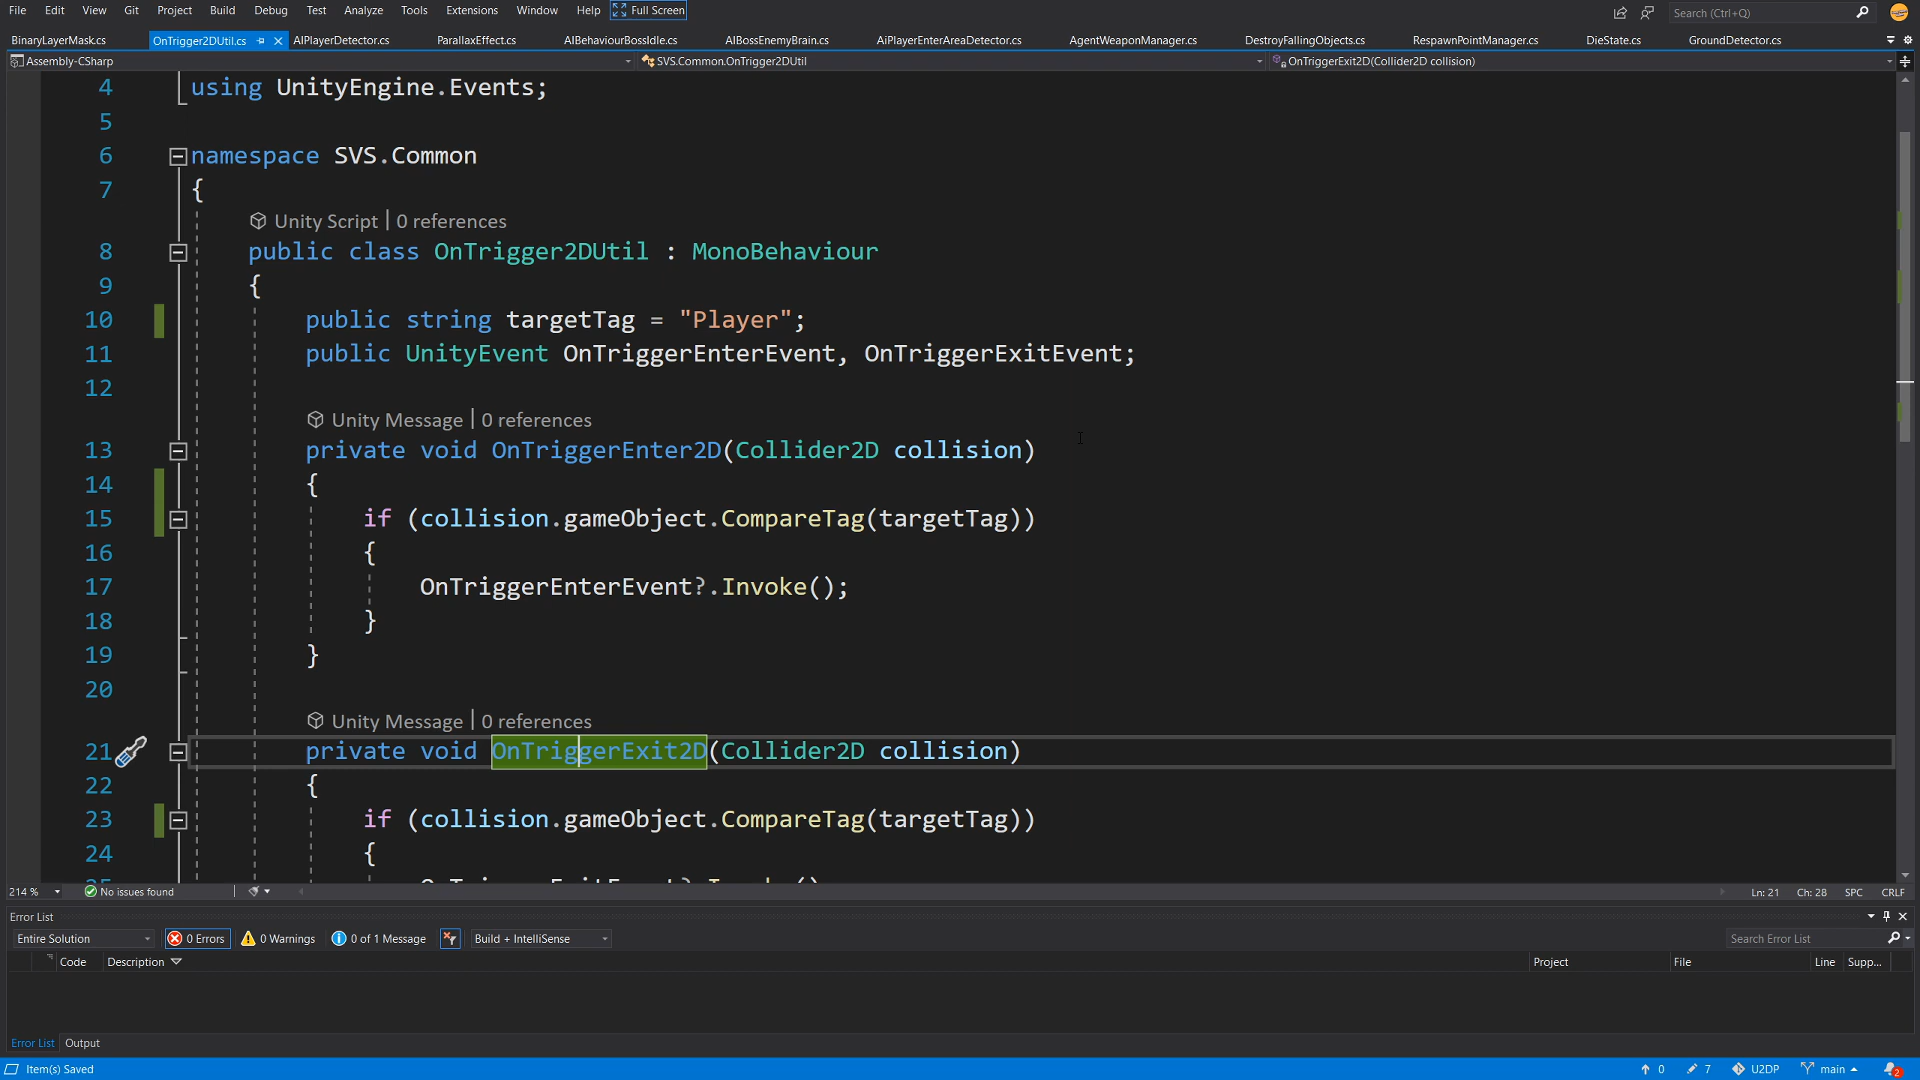 File Edit View Git Project Build Debug Test Analyze Tools Extensions Window Help Full Screen Search (Ctrl+Q)
BinaryLayerMask.cs OnTrigger2DUtil.cs AIPlayerDetector.cs ParallaxEffect.cs AIBehaviourBossIdle.cs AIBossEnemyBrain.cs AiPlayerEnterAreaDetector.cs AgentWeaponManager.cs DestroyFallingObjects.cs RespawnPointManager.cs DieState.cs GroundDetector.cs
Assembly-CSharp SVS.Common.OnTrigger2DUtil OnTriggerExit2D(Collider2D collision)
4 using UnityEngine.Events;
5
6 namespace SVS.Common
7 {
Unity Script | 0 references
8 public class OnTrigger2DUtil : MonoBehaviour
9 {
10 public string targetTag = "Player";
11 public UnityEvent OnTriggerEnterEvent, OnTriggerExitEvent;
12
Unity Message | 0 references
13 private void OnTriggerEnter2D(Collider2D collision)
14 {
15 if (collision.gameObject.CompareTag(targetTag))
16 {
17 OnTriggerEnterEvent?.Invoke();
18 }
19 }
20
Unity Message | 0 references
21 private void OnTriggerExit2D(Collider2D collision)
22 {
23 if (collision.gameObject.CompareTag(targetTag))
24 {
214 % No issues found Ln: 21 Ch: 28 SPC CRLF
Error List
Entire Solution 0 Errors 0 Warnings 0 of 1 Message Build + IntelliSense Search Error List
Code Description Project File Line Supp...
Error List Output
Item(s) Saved 0 7 U2DP main 2